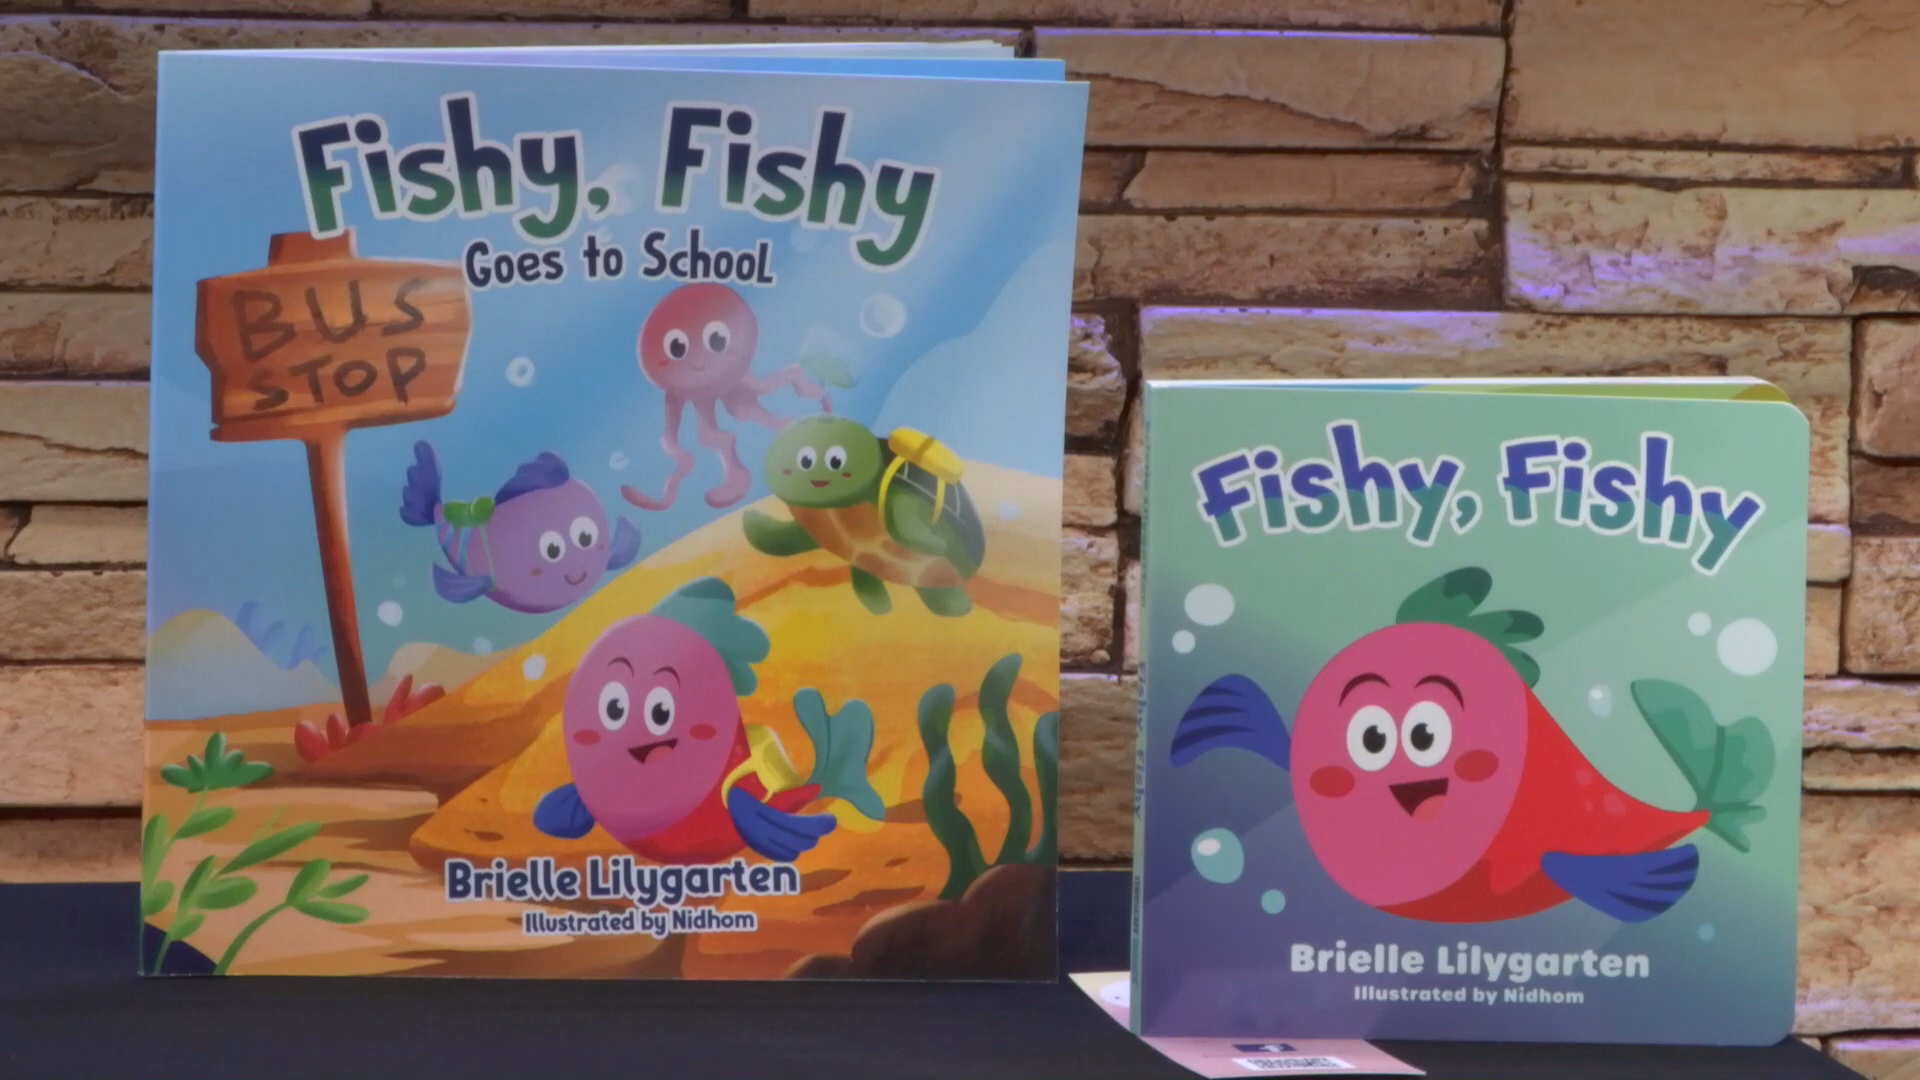 Fishy, Fishy
Goes to School
BUS
STOP
Brielle Lilygarten
Illustrated by Nidhom
Fishy, Fishy
Brielle Lilygarten
Illustrated by Nidhom